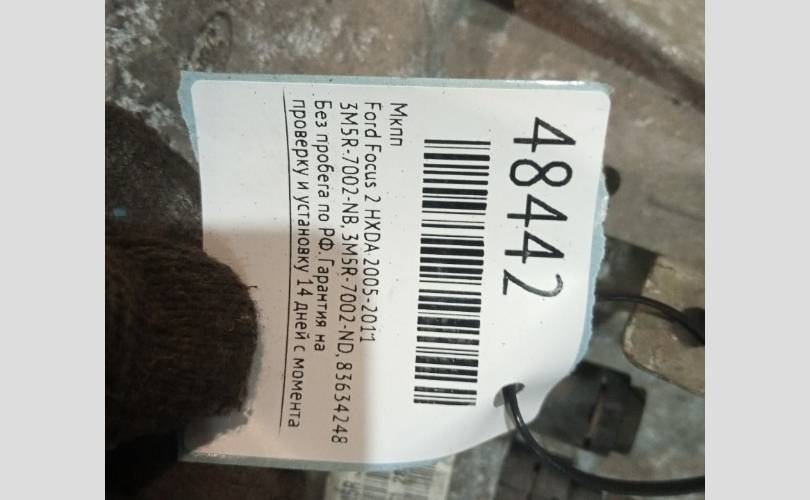 48442
Мкпп
Ford Focus 2 HXDA 2005-2011
3M5R-7002-NB, 3M5R-7002-ND, 83634248
Без пробега по РФ. Гарантия на
проверку и установку 14 дней с момента